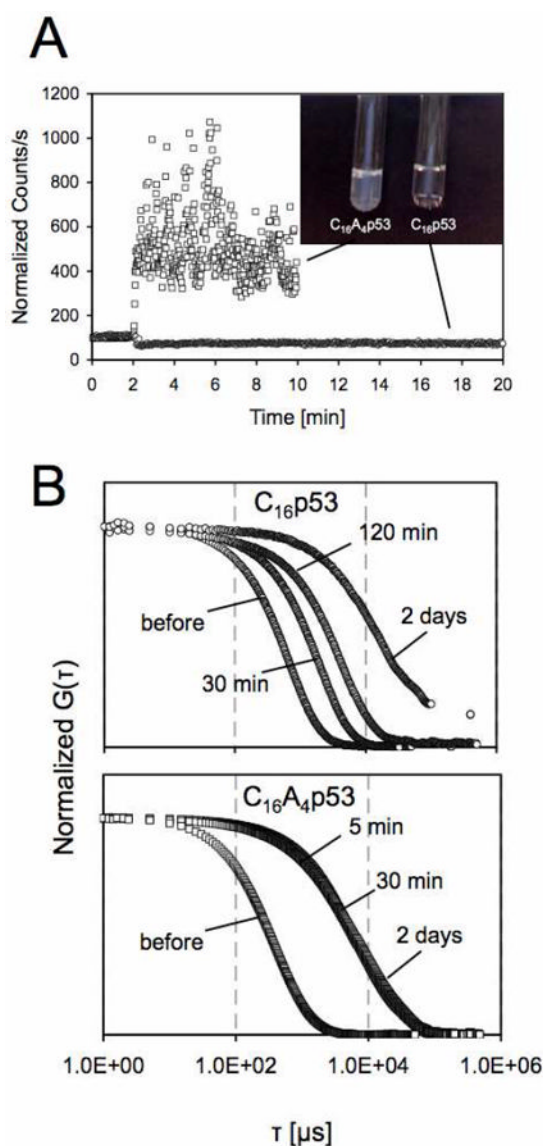 A
Normalized Counts/s
1200
1000
800
600
400
200
0
C₁₆A₄p53 C₁₆p53
0 2 4 6 8 10 12 14 16 18 20
Time [min]
B
Normalized G(τ)
C₁₆p53
120 min
before
2 days
30 min
C₁₆A₄p53
5 min
30 min
before
2 days
1.0E+00 1.0E+02 1.0E+04 1.0E+06
τ [µs]